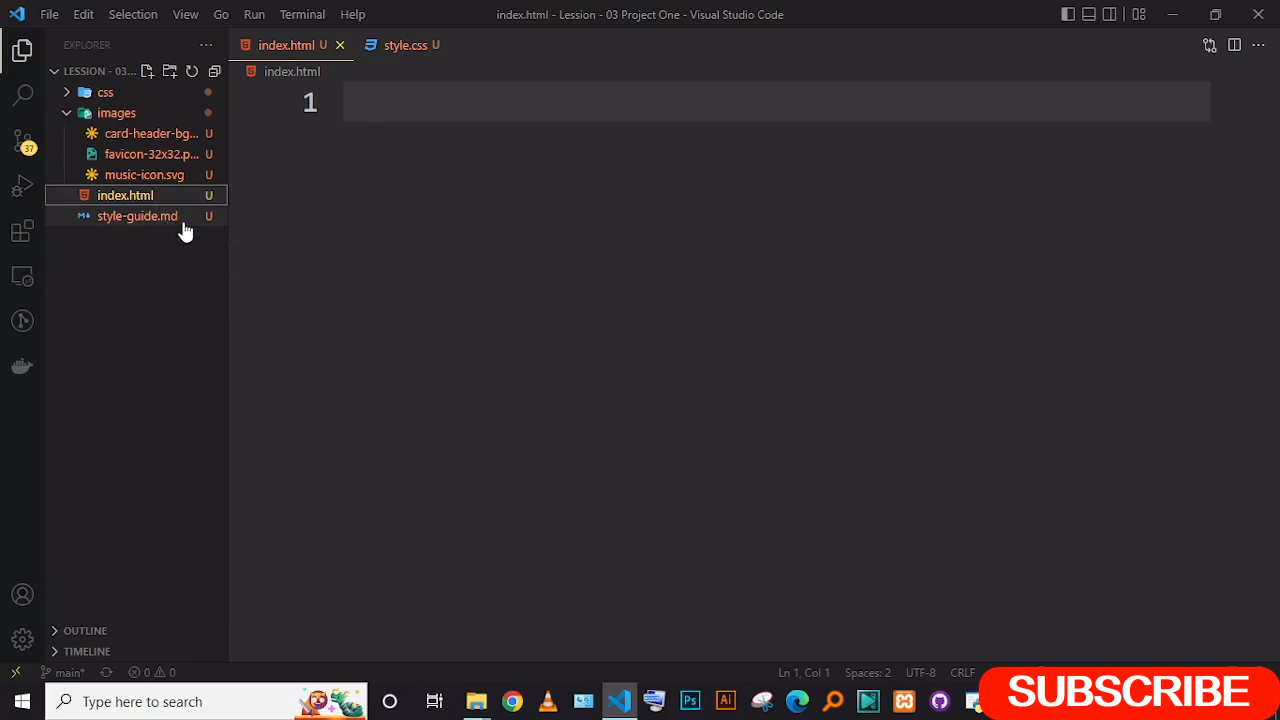 File Edit Selection View Go Run Terminal Help
index.html - Lession - 03 Project One - Visual Studio Code
EXPLORER ...
LESSION - 03...
css
images
card-header-bg... U
favicon-32x32.p... U
music-icon.svg U
index.html U
style-guide.md U
OUTLINE
TIMELINE
index.html U
style.css U
index.html
1
37
main*
0 0
Ln 1, Col 1 Spaces: 2 UTF-8 CRLF
Type here to search
Ps
Ai
SUBSCRIBE